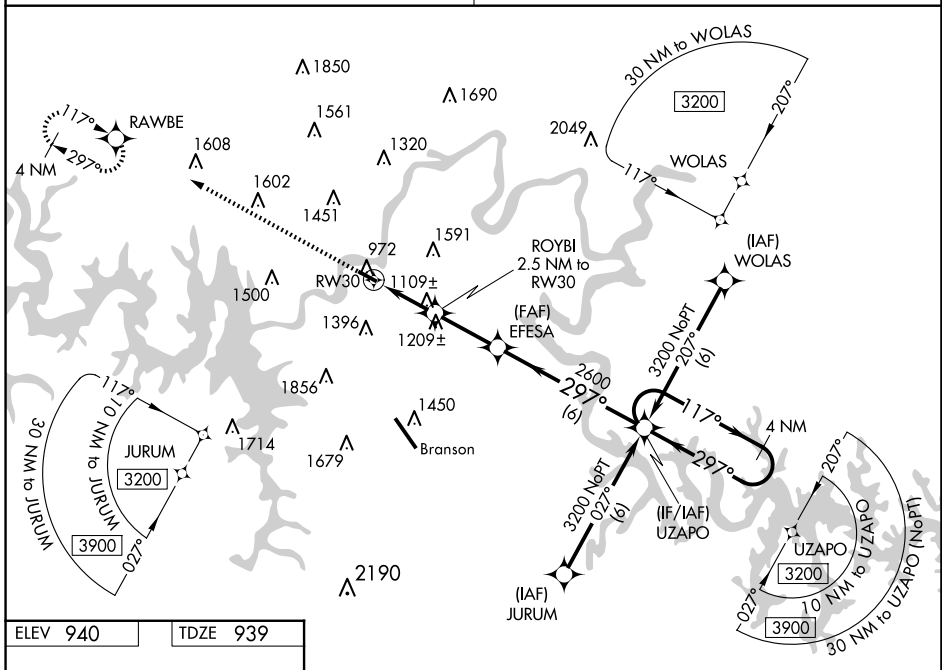 30 NM to WOLAS
3200
207°
117°
WOLAS
1850
1690
1561
2049
117°
RAWBE
297°
4 NM
1608
1320
1602
1451
1591
972
RW30
1109±
ROYBI
2.5 NM to
RW30
(IAF)
WOLAS
1500
(FAF)
EFESA
1396
1209±
3200 NoPT
207°
(6)
2600
297°
(6)
1856
117°
4 NM
297°
1450
Branson
1714
1679
117°
30 NM to JURUM
10 NM to JURUM
JURUM
3200
3900
027°
3200 NoPT
027°
(6)
(IF/IAF)
UZAPO
207°
UZAPO
3200
10 NM to UZAPO
30 NM to UZAPO (NoPT)
3900
027°
(IAF)
JURUM
2190
ELEV 940
TDZE 939